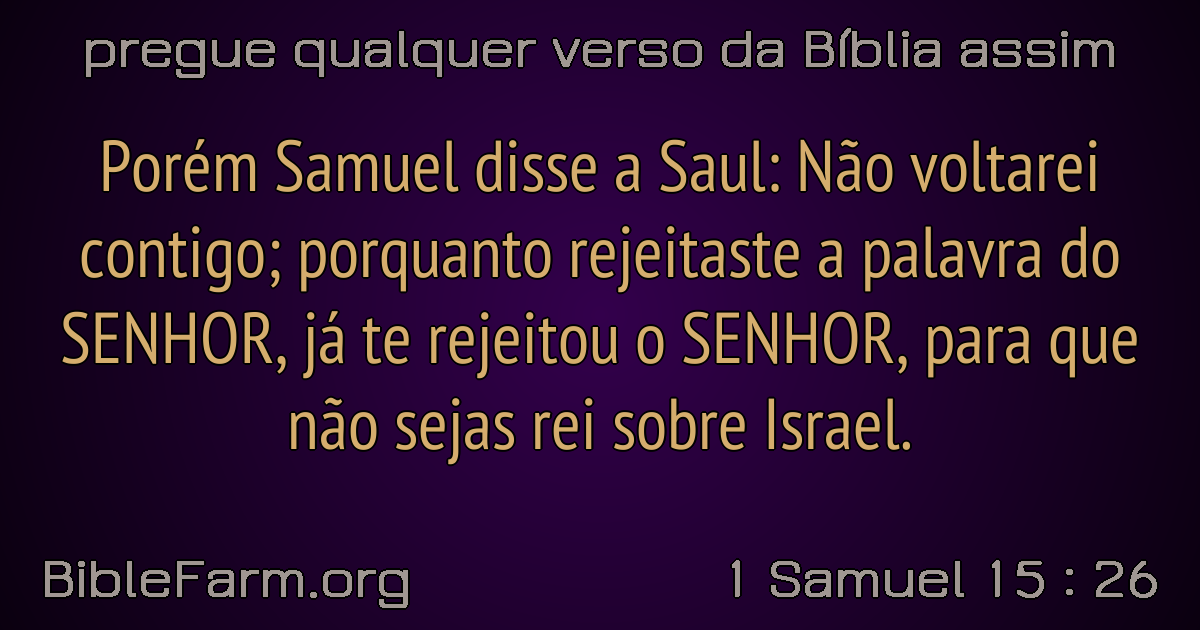 pregue qualquer verso da Bíblia assim
Porém Samuel disse a Saul: Não voltarei
contigo; porquanto rejeitaste a palavra do
SENHOR, já te rejeitou o SENHOR, para que
não sejas rei sobre Israel.
BibleFarm.org
1 Samuel 15 : 26